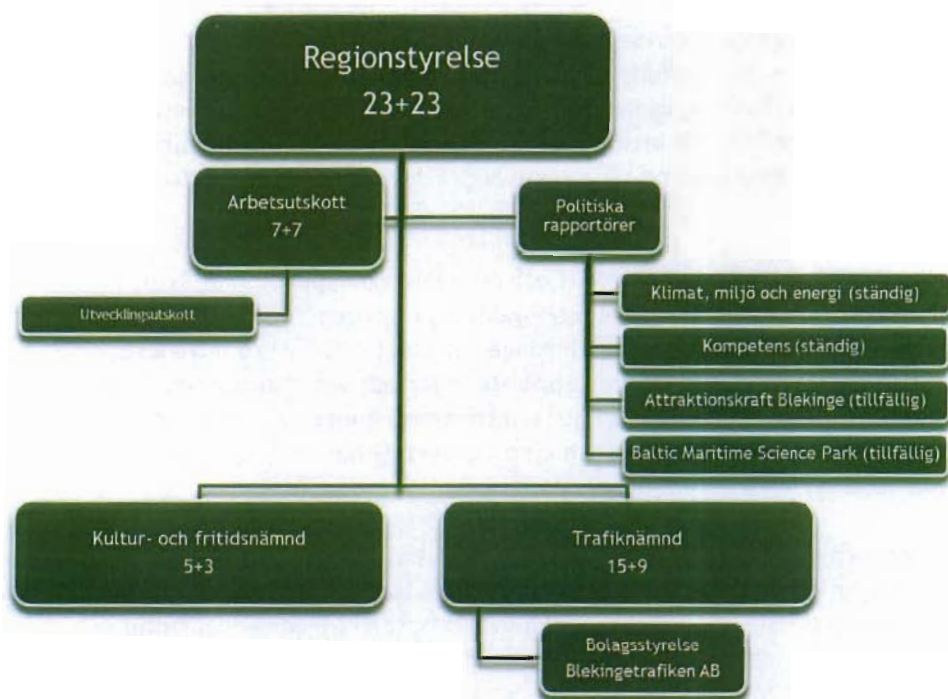 Regionstyrelse
23+23
Arbetsutskott
7+7
Politiska
rapportörer
Utvecklingsutskott
Klimat, miljö och energi (ständig)
Kompetens (ständig)
Attraktionskraft Blekinge (tillfällig)
Baltic Maritime Science Park (tillfällig)
Kultur- och fritidsnämnd
5+3
Trafiknämnd
15+9
Bolagsstyrelse
Blekingetrafiken AB